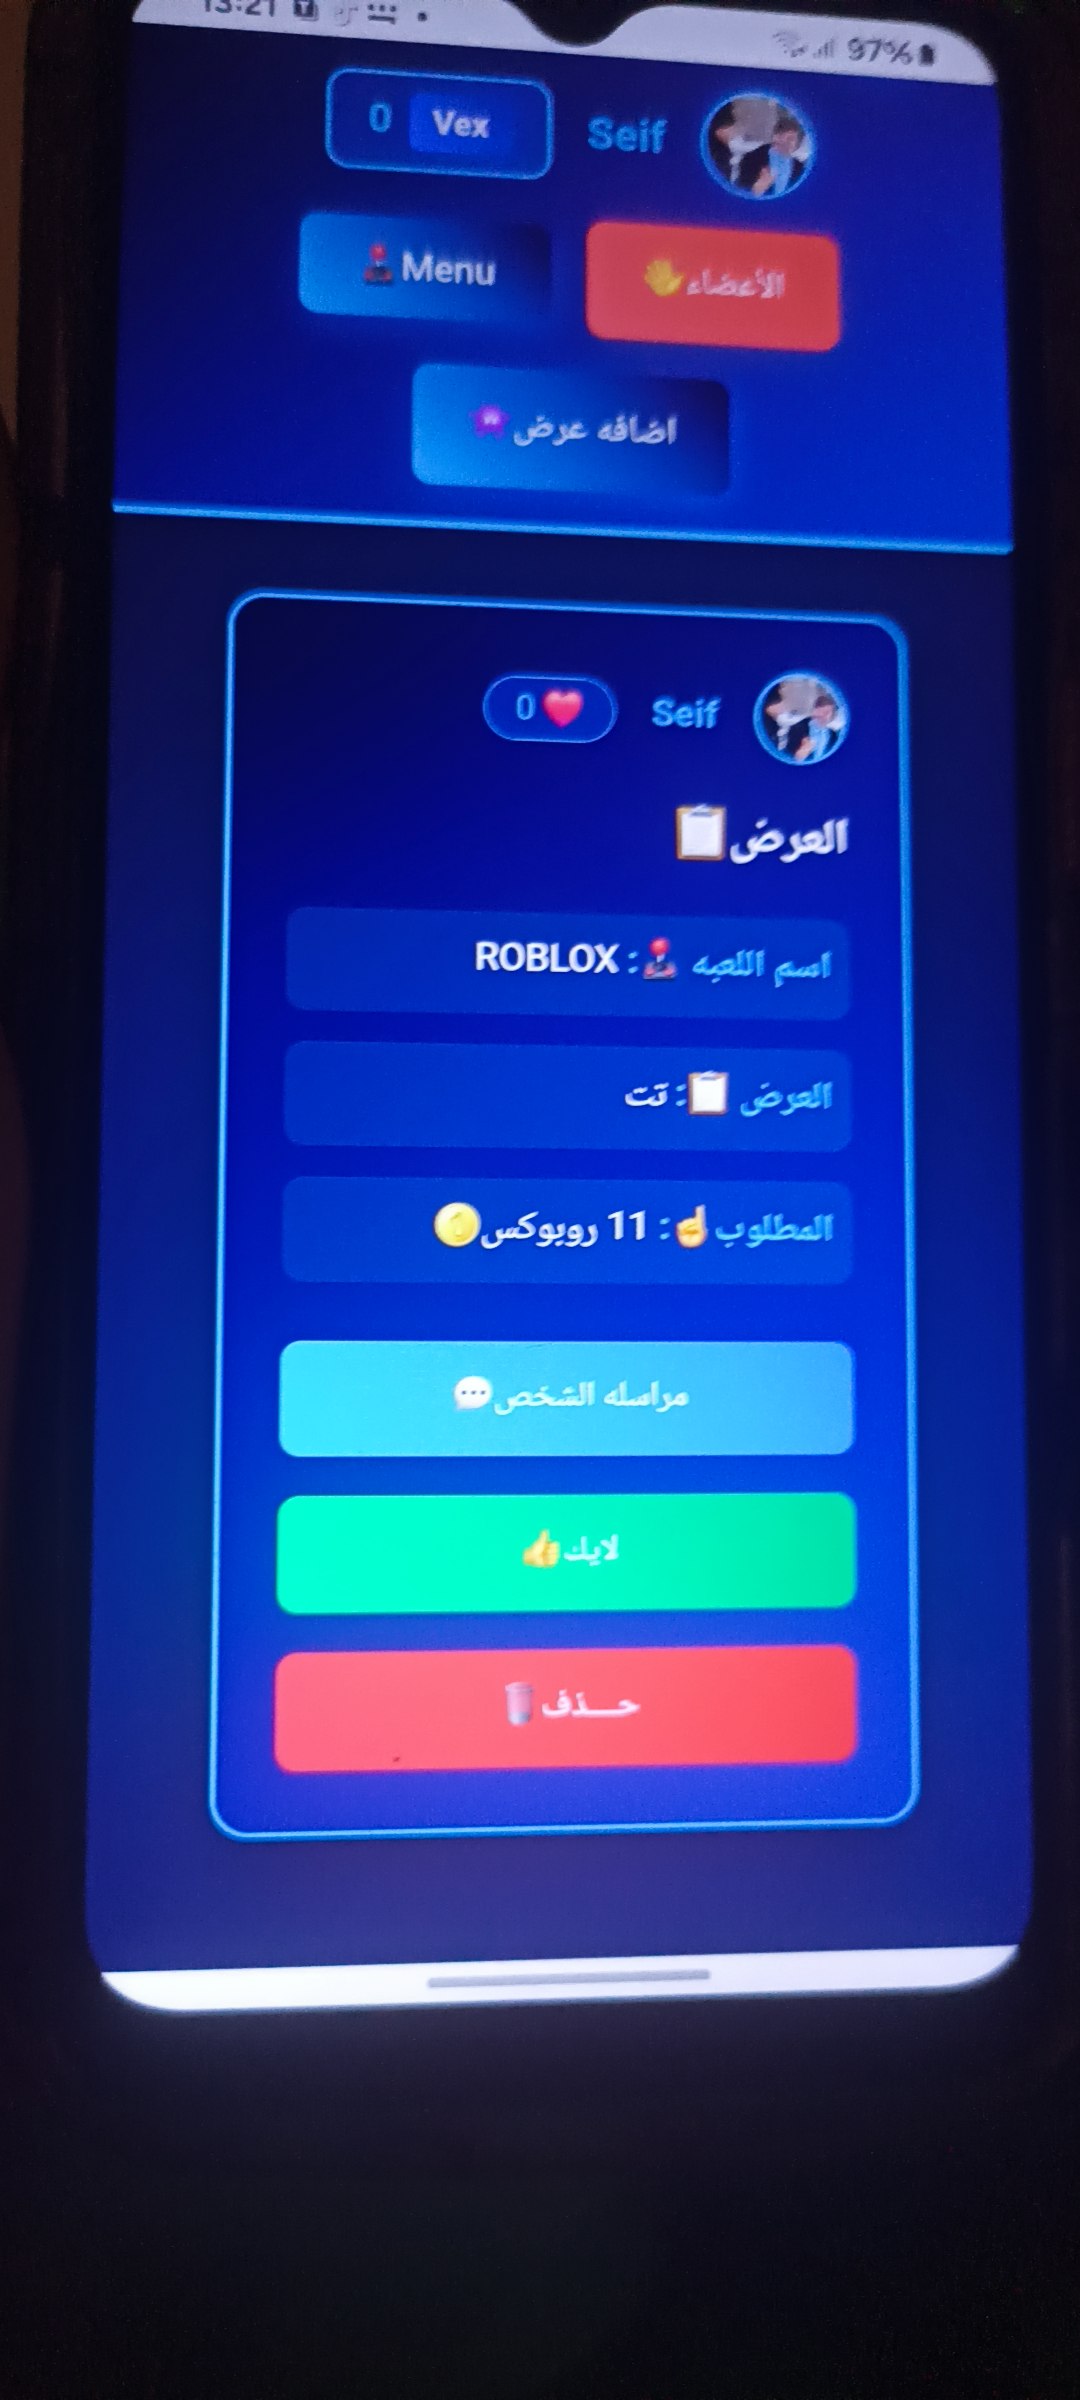 13:21
97%
Seif
Vex 0
الأعضاء👋
🕹️Menu
اضافه عرض
Seif
❤️ 0
العرض📋
اسم اللعبه 🕹️: ROBLOX
العرض 📋: تت
المطلوب☝️: 11 روبوكس🪙
مراسله الشخص💬
لايك👍
حـــذف🗑️